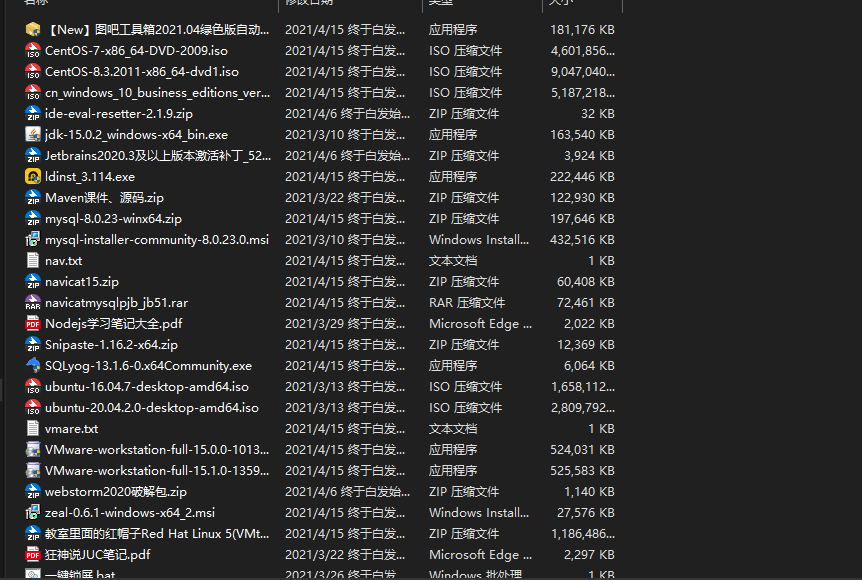 名称 修改日期 类型 大小
【New】图吧工具箱2021.04绿色版自动... 2021/4/15 终于白发... 应用程序 181,176 KB
CentOS-7-x86_64-DVD-2009.iso 2021/4/15 终于白发... ISO 压缩文件 4,601,856...
CentOS-8.3.2011-x86_64-dvd1.iso 2021/4/15 终于白发... ISO 压缩文件 9,047,040...
cn_windows_10_business_editions_ver... 2021/4/15 终于白发... ISO 压缩文件 5,187,218...
ide-eval-resetter-2.1.9.zip 2021/4/6 终于白发始... ZIP 压缩文件 32 KB
jdk-15.0.2_windows-x64_bin.exe 2021/3/10 终于白发... 应用程序 163,540 KB
Jetbrains2020.3及以上版本激活补丁_52... 2021/4/6 终于白发始... ZIP 压缩文件 3,924 KB
ldinst_3.114.exe 2021/4/15 终于白发... 应用程序 222,446 KB
Maven课件、源码.zip 2021/3/22 终于白发... ZIP 压缩文件 122,930 KB
mysql-8.0.23-winx64.zip 2021/4/15 终于白发... ZIP 压缩文件 197,646 KB
mysql-installer-community-8.0.23.0.msi 2021/3/10 终于白发... Windows Install... 432,516 KB
nav.txt 2021/4/15 终于白发... 文本文档 1 KB
navicat15.zip 2021/4/15 终于白发... ZIP 压缩文件 60,408 KB
navicatmysqlpjb_jb51.rar 2021/4/15 终于白发... RAR 压缩文件 72,461 KB
Nodejs学习笔记大全.pdf 2021/3/29 终于白发... Microsoft Edge ... 2,022 KB
Snipaste-1.16.2-x64.zip 2021/4/15 终于白发... ZIP 压缩文件 12,369 KB
SQLyog-13.1.6-0.x64Community.exe 2021/4/15 终于白发... 应用程序 6,064 KB
ubuntu-16.04.7-desktop-amd64.iso 2021/3/13 终于白发... ISO 压缩文件 1,658,112...
ubuntu-20.04.2.0-desktop-amd64.iso 2021/3/13 终于白发... ISO 压缩文件 2,809,792...
vmare.txt 2021/4/15 终于白发... 文本文档 1 KB
VMware-workstation-full-15.0.0-1013... 2021/4/15 终于白发... 应用程序 524,031 KB
VMware-workstation-full-15.1.0-1359... 2021/4/15 终于白发... 应用程序 525,583 KB
webstorm2020破解包.zip 2021/4/6 终于白发始... ZIP 压缩文件 1,140 KB
zeal-0.6.1-windows-x64_2.msi 2021/4/15 终于白发... Windows Install... 27,576 KB
教室里面的红帽子Red Hat Linux 5(VMt... 2021/4/15 终于白发... ZIP 压缩文件 1,186,486...
狂神说JUC笔记.pdf 2021/3/22 终于白发... Microsoft Edge ... 2,297 KB
一键锁屏.bat 2021/3/26 终于白发... Windows 批处理... 1 KB